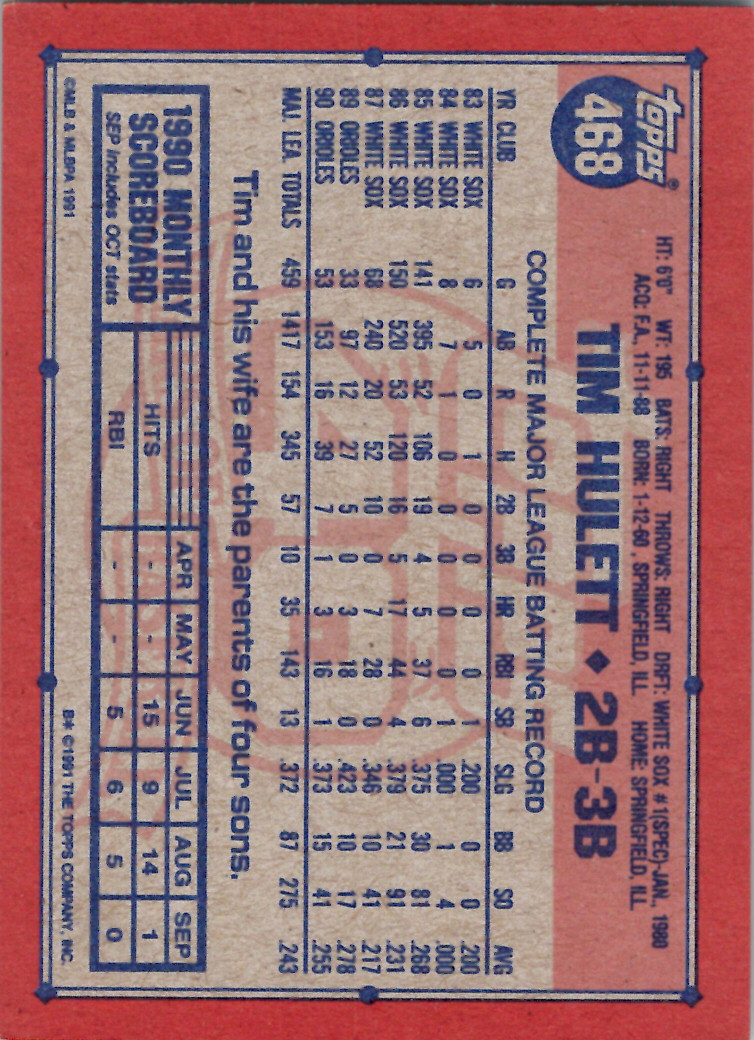 topps®
468
HT: 6'0" WT: 195 BATS: RIGHT THROWS: RIGHT DRFT: WHITE SOX #1(SPEC)-JAN., 1980
ACQ: F.A., 11-11-88 BORN: 1-12-60, SPRINGFIELD, ILL HOME: SPRINGFIELD, ILL
TIM HULETT ◆ 2B-3B
COMPLETE MAJOR LEAGUE BATTING RECORD
YR CLUB G AB R H 2B 3B HR RBI SB SLG BB SO AVG
83 WHITE SOX 6 5 0 1 0 0 0 0 1 .200 0 0 .200
84 WHITE SOX 8 7 1 0 0 0 0 0 1 .000 1 4 .000
85 WHITE SOX 141 395 52 106 19 4 5 37 6 .375 30 81 .268
86 WHITE SOX 150 520 53 120 16 5 17 44 4 .379 21 91 .231
87 WHITE SOX 68 240 20 52 10 0 7 28 0 .346 10 41 .217
89 ORIOLES 33 97 12 27 5 0 3 18 0 .423 10 17 .278
90 ORIOLES 53 153 16 39 7 1 3 16 1 .373 15 41 .255
MAJ. LEA. TOTALS 459 1417 154 345 57 10 35 143 13 .372 87 275 .243
Tim and his wife are the parents of four sons.
1990 MONTHLY
SCOREBOARD
SEP includes OCT stats
APR MAY JUN JUL AUG SEP
HITS - - 15 9 14 1
RBI - - 5 6 5 0
©MLB & MLBPA 1991
B* ©1991 THE TOPPS COMPANY, INC.